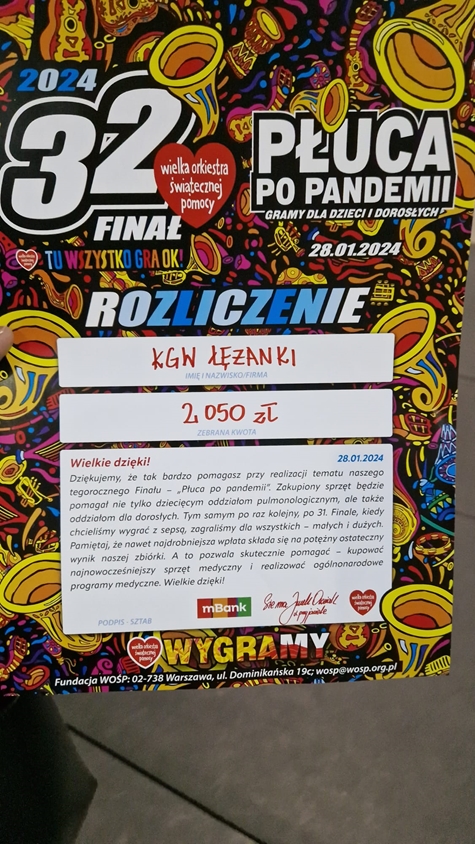 2024
32
FINAŁ
wielka orkiestra
świątecznej
pomocy
PŁUCA
PO PANDEMII
GRAMY DLA DZIECI I DOROSŁYCH!
28.01.2024
TU WSZYSTKO GRA OK!
ROZLICZENIE
KGW ŁĘZANKI
IMIĘ I NAZWISKO/FIRMA
2 050 zł
ZEBRANA KWOTA
Wielkie dzięki! 28.01.2024
Dziękujemy, że tak bardzo pomagasz przy realizacji tematu naszego
tegorocznego Finału – „Płuca po pandemii”. Zakupiony sprzęt będzie
pomagał nie tylko dziecięcym oddziałom pulmonologicznym, ale także
oddziałom dla dorosłych. Tym samym po raz kolejny, po 31. Finale, kiedy
chcieliśmy wygrać z sepsą, zagraliśmy dla wszystkich – małych i dużych.
Pamiętaj, że nawet najdrobniejsza wpłata składa się na potężny ostateczny
wynik naszej zbiórki. A to pozwala skutecznie pomagać – kupować
najnowocześniejszy sprzęt medyczny i realizować ogólnonarodowe
programy medyczne. Wielkie dzięki!
mBank
PODPIS - SZTAB
wielka orkiestra
świątecznej
pomocy
WYGRAMY
Fundacja WOŚP: 02-738 Warszawa, ul. Dominikańska 19c; wosp@wosp.org.pl